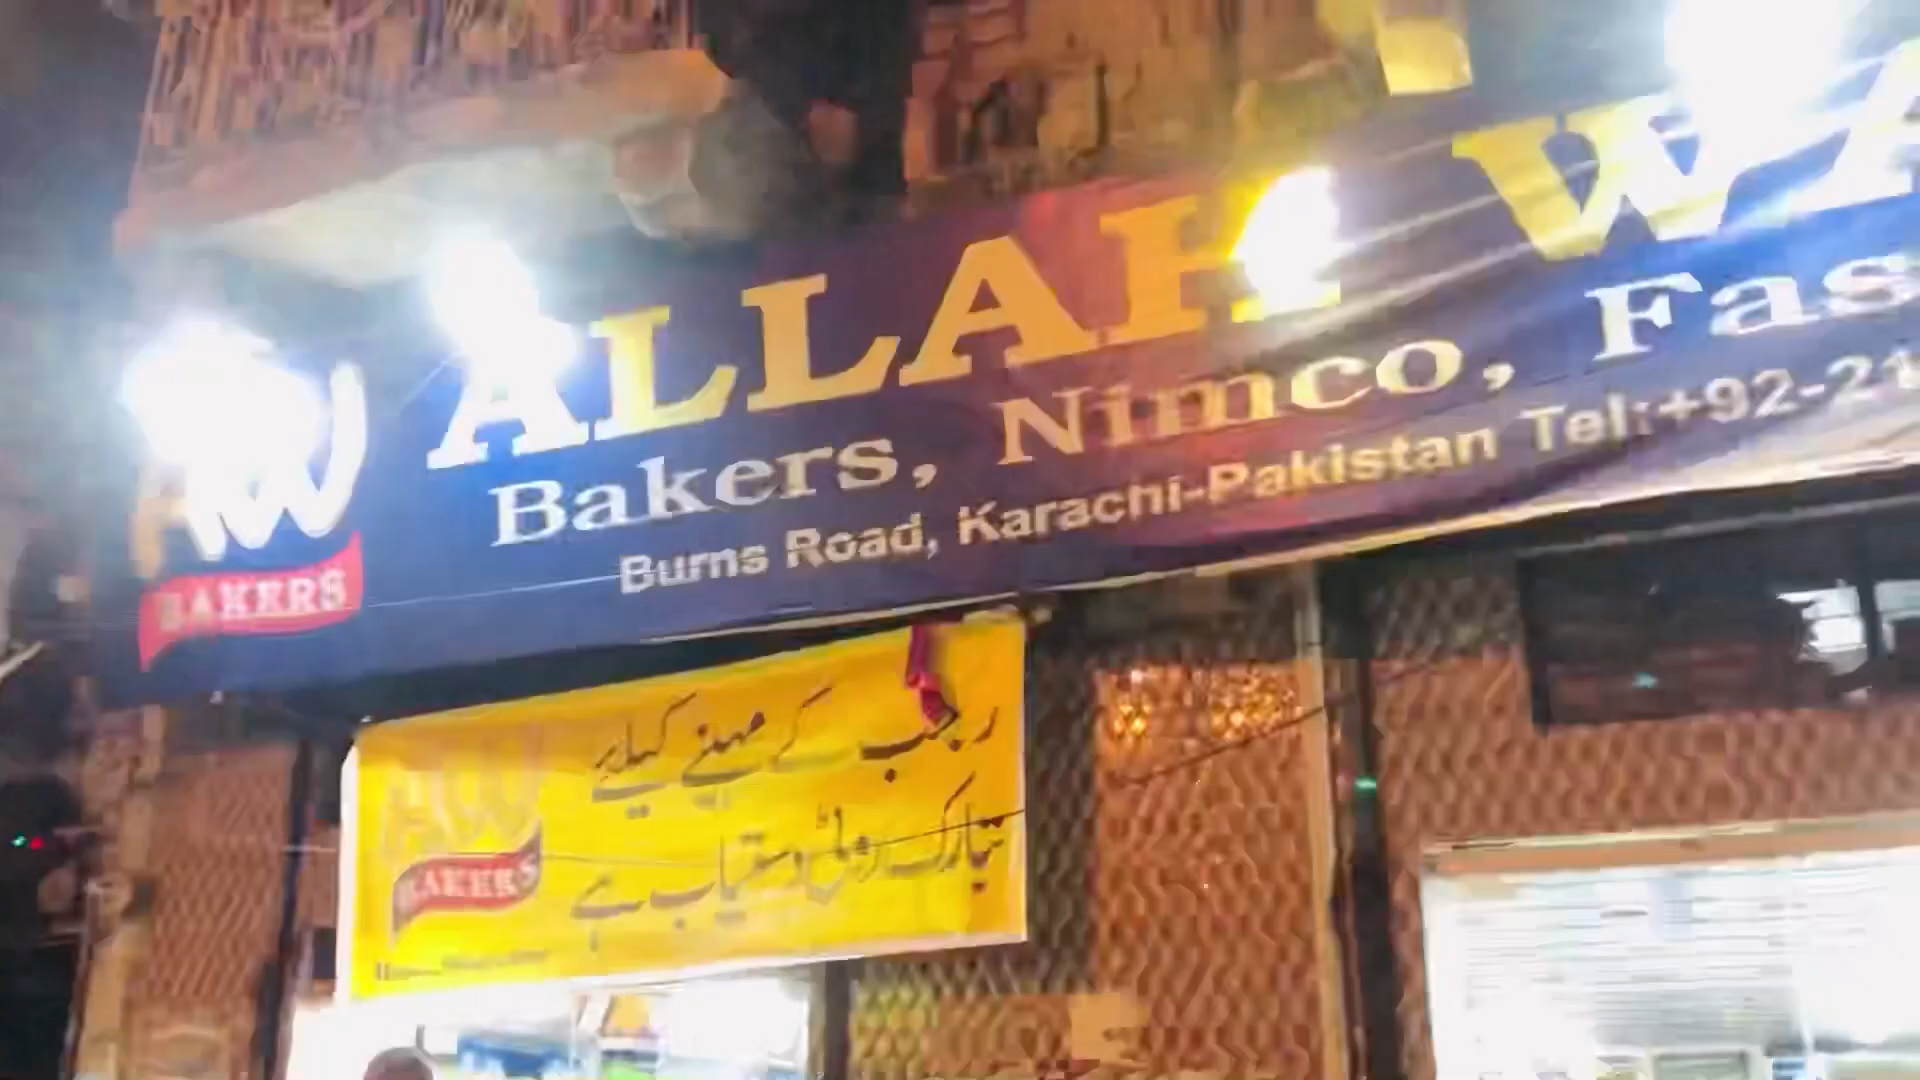 ALLAH WA
Bakers, Nimco, Fas
Burns Road, Karachi-Pakistan Tel:+92-21
W
BAKERS
رجب کے مہینے کیلئے
تبارک روٹی دستیاب ہے
AW
BAKERS